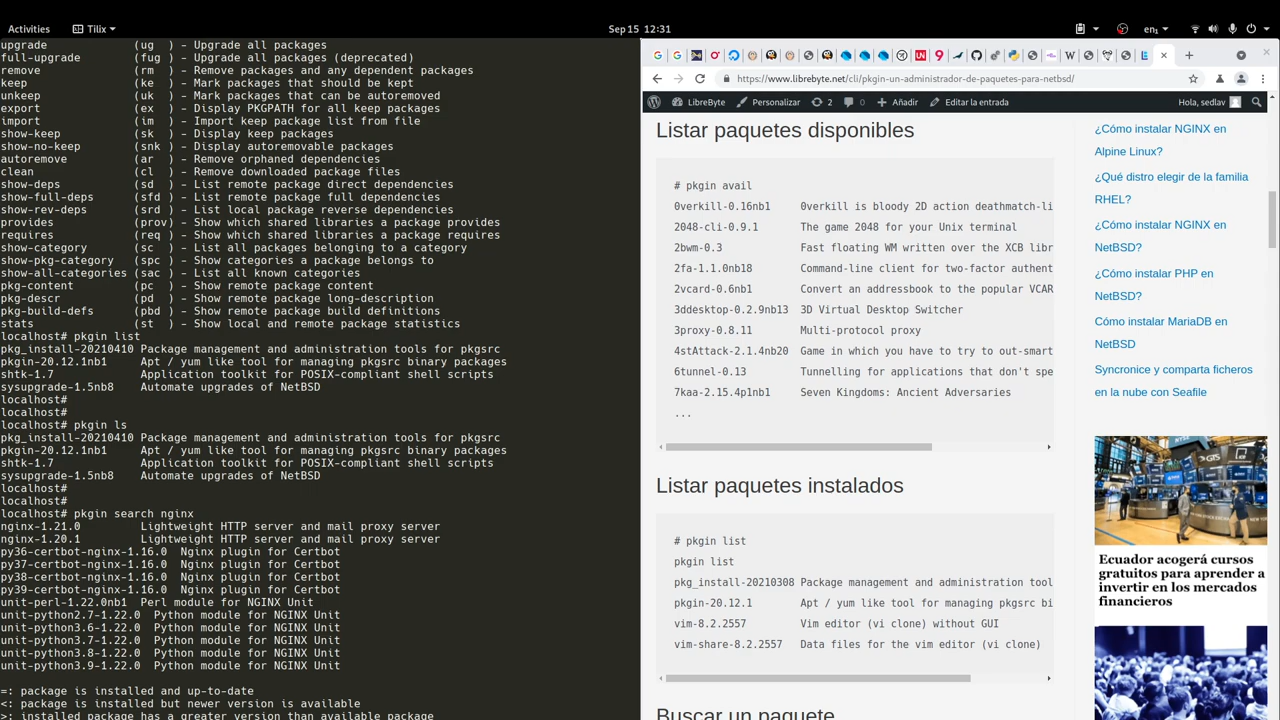 Activities
Tilix
Sep 15 12:31
en₁
upgrade (ug ) - Upgrade all packages
full-upgrade (fug ) - Upgrade all packages (deprecated)
remove (rm ) - Remove packages and any dependent packages
keep (ke ) - Mark packages that should be kept
unkeep (uk ) - Mark packages that can be autoremoved
export (ex ) - Display PKGPATH for all keep packages
import (im ) - Import keep package list from file
show-keep (sk ) - Display keep packages
show-no-keep (snk ) - Display autoremovable packages
autoremove (ar ) - Remove orphaned dependencies
clean (cl ) - Remove downloaded package files
show-deps (sd ) - List remote package direct dependencies
show-full-deps (sfd ) - List remote package full dependencies
show-rev-deps (srd ) - List local package reverse dependencies
provides (prov) - Show which shared libraries a package provides
requires (req ) - Show which shared libraries a package requires
show-category (sc ) - List all packages belonging to a category
show-pkg-category (spc ) - Show categories a package belongs to
show-all-categories (sac ) - List all known categories
pkg-content (pc ) - Show remote package content
pkg-descr (pd ) - Show remote package long-description
pkg-build-defs (pbd ) - Show remote package build definitions
stats (st ) - Show local and remote package statistics
localhost# pkgin list
pkg_install-20210410 Package management and administration tools for pkgsrc
pkgin-20.12.1nb1 Apt / yum like tool for managing pkgsrc binary packages
shtk-1.7 Application toolkit for POSIX-compliant shell scripts
sysupgrade-1.5nb8 Automate upgrades of NetBSD
localhost#
localhost#
localhost# pkgin ls
pkg_install-20210410 Package management and administration tools for pkgsrc
pkgin-20.12.1nb1 Apt / yum like tool for managing pkgsrc binary packages
shtk-1.7 Application toolkit for POSIX-compliant shell scripts
sysupgrade-1.5nb8 Automate upgrades of NetBSD
localhost#
localhost#
localhost# pkgin search nginx
nginx-1.21.0 Lightweight HTTP server and mail proxy server
nginx-1.20.1 Lightweight HTTP server and mail proxy server
py36-certbot-nginx-1.16.0 Nginx plugin for Certbot
py37-certbot-nginx-1.16.0 Nginx plugin for Certbot
py38-certbot-nginx-1.16.0 Nginx plugin for Certbot
py39-certbot-nginx-1.16.0 Nginx plugin for Certbot
unit-perl-1.22.0nb1 Perl module for NGINX Unit
unit-python2.7-1.22.0 Python module for NGINX Unit
unit-python3.6-1.22.0 Python module for NGINX Unit
unit-python3.7-1.22.0 Python module for NGINX Unit
unit-python3.8-1.22.0 Python module for NGINX Unit
unit-python3.9-1.22.0 Python module for NGINX Unit
=: package is installed and up-to-date
<: package is installed but newer version is available
>: installed package has a greater version than available package
https://www.librebyte.net/cli/pkgin-un-administrador-de-paquetes-para-netbsd/
LibreByte
Personalizar
2
0
Añadir
Editar la entrada
Hola, sedlav
Listar paquetes disponibles
# pkgin avail
0verkill-0.16nb1 0verkill is bloody 2D action deathmatch-li
2048-cli-0.9.1 The game 2048 for your Unix terminal
2bwm-0.3 Fast floating WM written over the XCB libr
2fa-1.1.0nb18 Command-line client for two-factor authent
2vcard-0.6nb1 Convert an addressbook to the popular VCAR
3ddesktop-0.2.9nb13 3D Virtual Desktop Switcher
3proxy-0.8.11 Multi-protocol proxy
4stAttack-2.1.4nb20 Game in which you have to try to out-smart
6tunnel-0.13 Tunnelling for applications that don't spe
7kaa-2.15.4p1nb1 Seven Kingdoms: Ancient Adversaries
...
Listar paquetes instalados
# pkgin list
pkgin list
pkg_install-20210308 Package management and administration tool
pkgin-20.12.1 Apt / yum like tool for managing pkgsrc bi
vim-8.2.2557 Vim editor (vi clone) without GUI
vim-share-8.2.2557 Data files for the vim editor (vi clone)
Buscar un paquete
¿Cómo instalar NGINX en
Alpine Linux?
¿Qué distro elegir de la familia
RHEL?
¿Cómo instalar NGINX en
NetBSD?
¿Cómo instalar PHP en
NetBSD?
Cómo instalar MariaDB en
NetBSD
Syncronice y comparta ficheros
en la nube con Seafile
Ecuador acogerá cursos
gratuitos para aprender a
invertir en los mercados
financieros